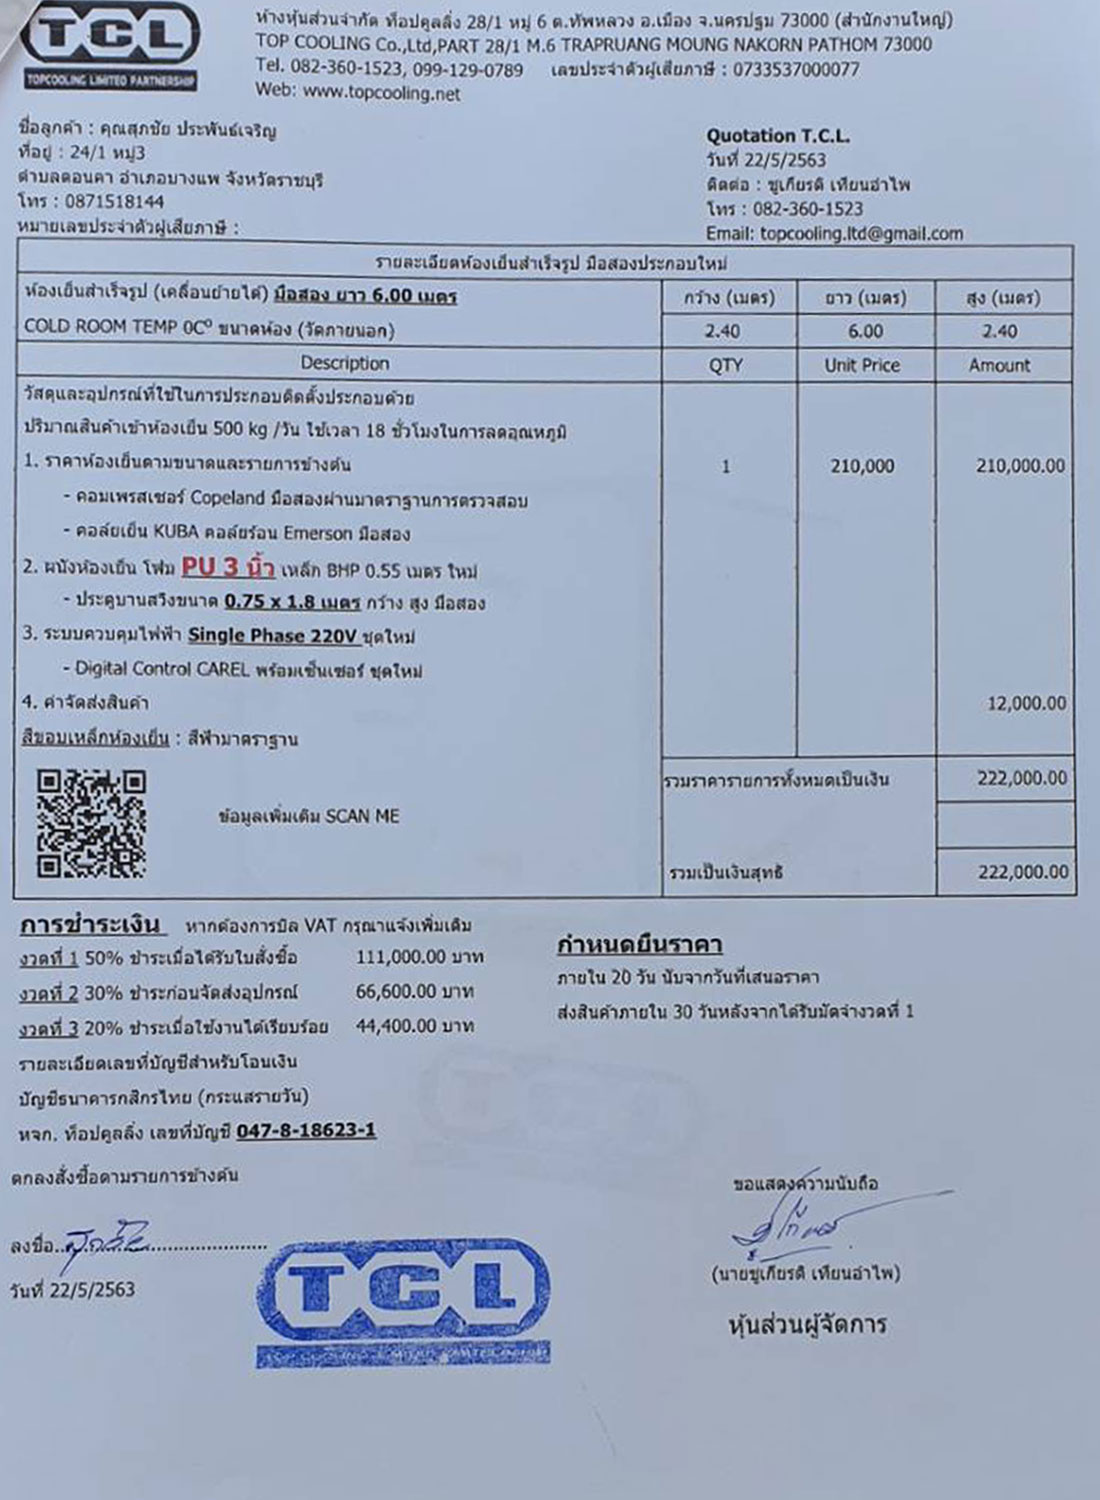 TCL
TOPCOOLING LIMITED PARTNERSHIP
ห้างหุ้นส่วนจำกัด ท็อปคูลลิ่ง 28/1 หมู่ 6 ต.ทัพหลวง อ.เมือง จ.นครปฐม 73000 (สำนักงานใหญ่)
TOP COOLING Co.,Ltd,PART 28/1 M.6 TRAPRUANG MOUNG NAKORN PATHOM 73000
Tel. 082-360-1523, 099-129-0789 เลขประจำตัวผู้เสียภาษี : 0733537000077
Web: www.topcooling.net
ชื่อลูกค้า : คุณสุภชัย ประพันธ์เจริญ
ที่อยู่ : 24/1 หมู่3
ตำบลดอนคา อำเภอบางแพ จังหวัดราชบุรี
โทร : 0871518144
หมายเลขประจำตัวผู้เสียภาษี :
Quotation T.C.L.
วันที่ 22/5/2563
ติดต่อ : ชูเกียรติ เทียนอำไพ
โทร : 082-360-1523
Email: topcooling.ltd@gmail.com
รายละเอียดห้องเย็นสำเร็จรูป มือสองประกอบใหม่
ห้องเย็นสำเร็จรูป (เคลื่อนย้ายได้) มือสอง ยาว 6.00 เมตร กว้าง (เมตร) ยาว (เมตร) สูง (เมตร)
COLD ROOM TEMP 0C° ขนาดห้อง (วัดภายนอก) 2.40 6.00 2.40
Description QTY Unit Price Amount
วัสดุและอุปกรณ์ที่ใช้ในการประกอบติดตั้งประกอบด้วย
ปริมาณสินค้าเข้าห้องเย็น 500 kg /วัน ใช้เวลา 18 ชั่วโมงในการลดอุณหภูมิ
1. ราคาห้องเย็นตามขนาดและรายการข้างต้น 1 210,000 210,000.00
- คอมเพรสเซอร์ Copeland มือสองผ่านมาตราฐานการตรวจสอบ
- คอล์ยเย็น KUBA คอล์ยร้อน Emerson มือสอง
2. ผนังห้องเย็น โฟม PU 3 นิ้ว เหล็ก BHP 0.55 เมตร ใหม่
- ประตูบานสวิงขนาด 0.75 x 1.8 เมตร กว้าง สูง มือสอง
3. ระบบควบคุมไฟฟ้า Single Phase 220V ชุดใหม่
- Digital Control CAREL พร้อมเซ็นเซอร์ ชุดใหม่
4. ค่าจัดส่งสินค้า 12,000.00
สีขอบเหล็กห้องเย็น : สีฟ้ามาตราฐาน
ข้อมูลเพิ่มเติม SCAN ME
รวมราคารายการทั้งหมดเป็นเงิน 222,000.00
รวมเป็นเงินสุทธิ 222,000.00
การชำระเงิน หากต้องการบิล VAT กรุณาแจ้งเพิ่มเติม
งวดที่ 1 50% ชำระเมื่อได้รับใบสั่งซื้อ 111,000.00 บาท
งวดที่ 2 30% ชำระก่อนจัดส่งอุปกรณ์ 66,600.00 บาท
งวดที่ 3 20% ชำระเมื่อใช้งานได้เรียบร้อย 44,400.00 บาท
กำหนดยืนราคา
ภายใน 20 วัน นับจากวันที่เสนอราคา
ส่งสินค้าภายใน 30 วันหลังจากได้รับมัดจำงวดที่ 1
รายละเอียดเลขที่บัญชีสำหรับโอนเงิน
บัญชีธนาคารกสิกรไทย (กระแสรายวัน)
หจก. ท็อปคูลลิ่ง เลขที่บัญชี 047-8-18623-1
ตกลงสั่งซื้อตามรายการข้างต้น
ลงชื่อ
วันที่ 22/5/2563
TCL
ขอแสดงความนับถือ
(นายชูเกียรติ เทียนอำไพ)
หุ้นส่วนผู้จัดการ